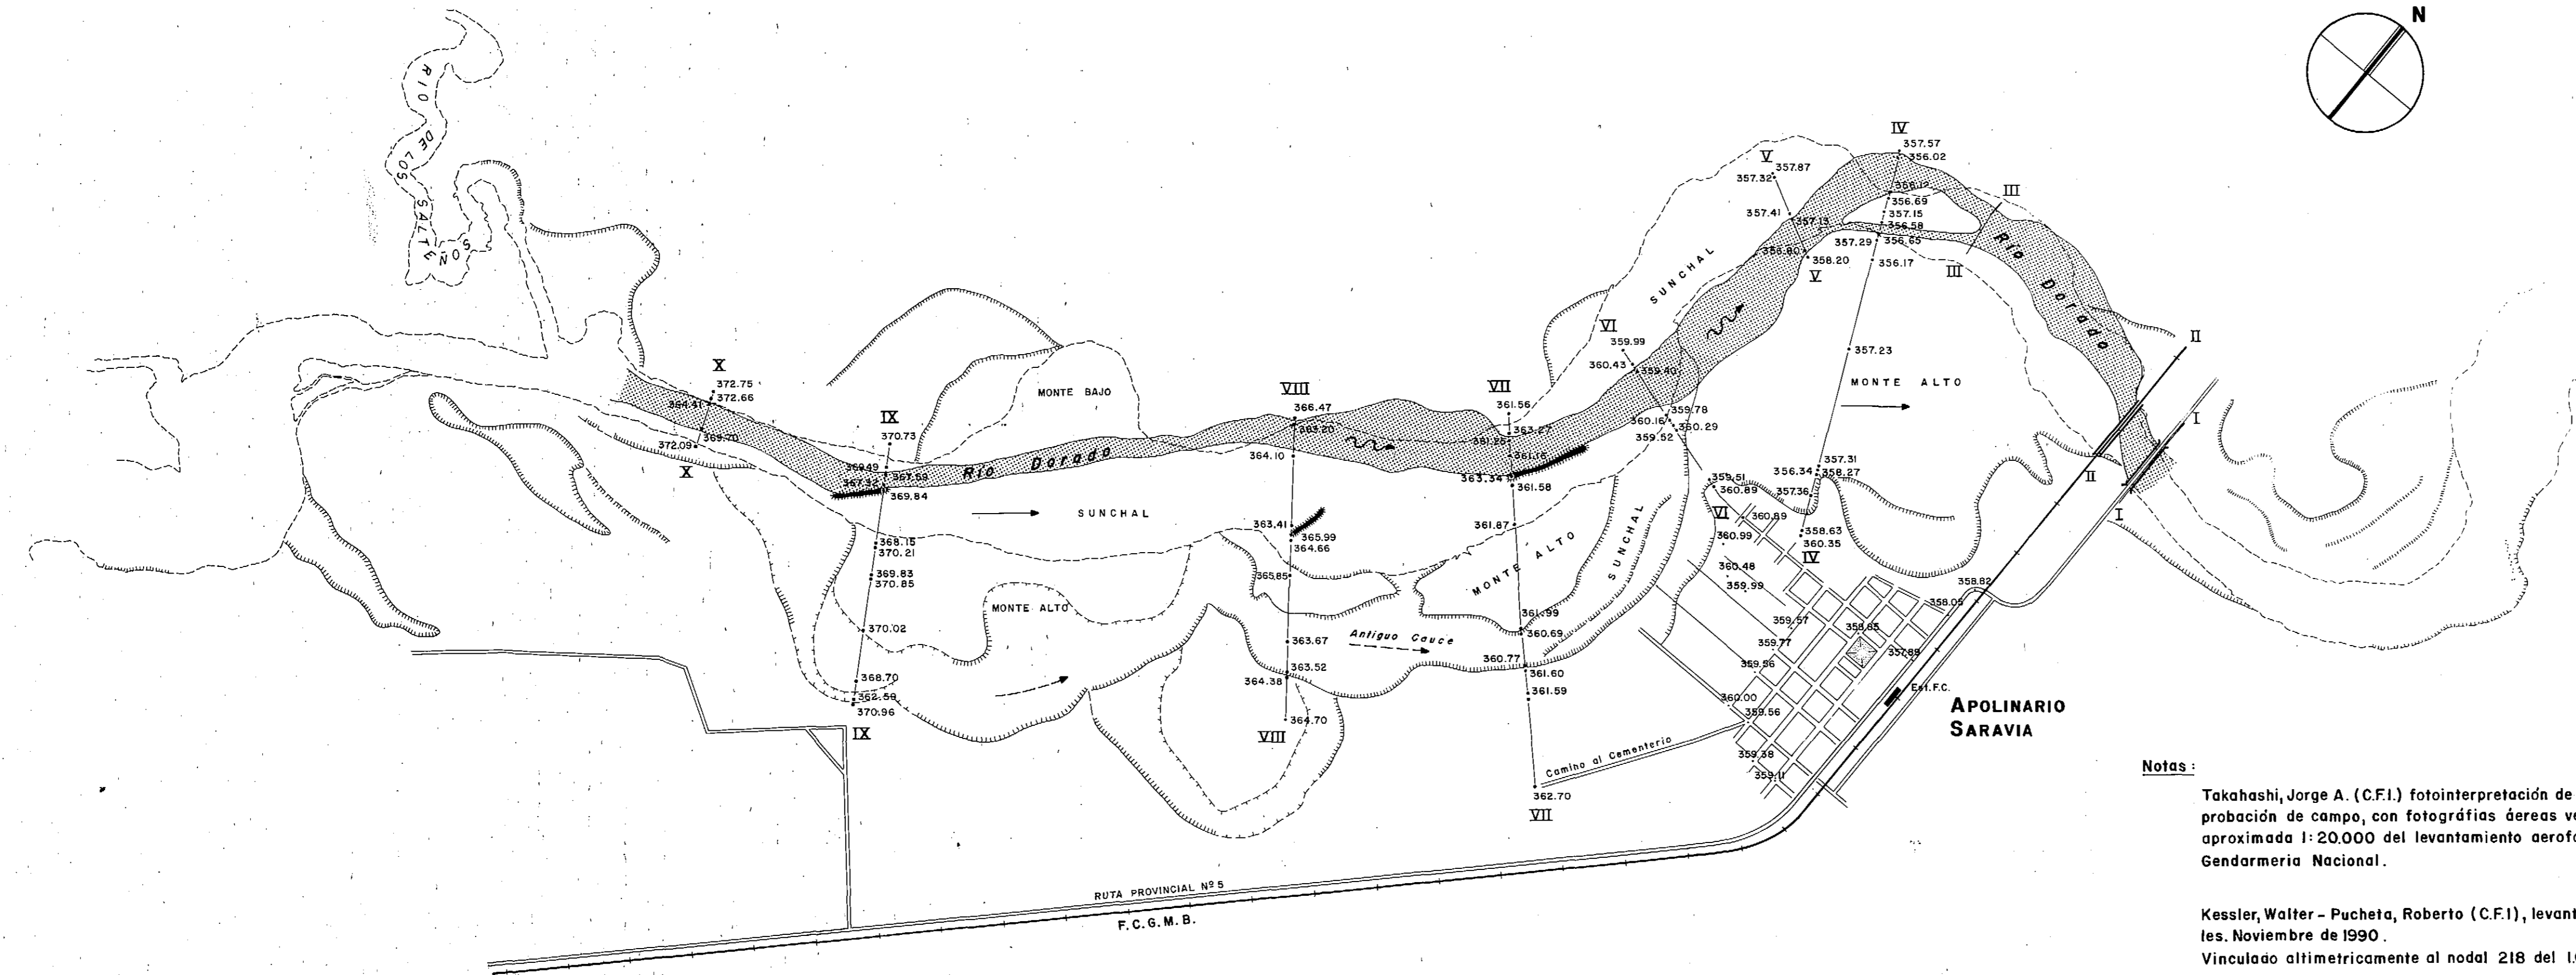 N
RIO DE LOS SALTEÑOS
IV
357.57
356.02
V
357.87
357.32
III
356.69
357.15
356.58
357.41
357.13
357.29
356.65
358.20
356.17
III
V
Río Dorado
SUNCHAL
II
VI
359.99
357.23
X
372.75
372.66
364.41
360.43
359.40
MONTE ALTO
MONTE BAJO
VIII
VII
I
IX
366.47
363.20
361.56
363.27
361.25
359.78
360.16
360.29
359.52
372.09
369.70
370.73
X
369.49
367.59
367.32
369.84
Río Dorado
364.10
361.16
363.34
361.58
357.31
356.34
358.27
II
359.51
360.89
357.36
SUNCHAL
363.41
365.99
364.66
361.87
VI
360.89
I
360.99
358.63
360.35
IV
368.15
370.21
369.83
370.85
365.85
MONTE ALTO
SUNCHAL
360.48
359.99
358.82
358.05
MONTE ALTO
370.02
363.67
Antiguo Cauce
361.99
360.69
359.57
359.77
357.89
368.70
370.96
363.52
364.38
360.77
361.60
361.59
359.56
Est. F.C.
IX
364.70
VIII
360.00
359.56
APOLINARIO
SARAVIA
Camino al Cementerio
359.38
359.11
362.70
VII
RUTA PROVINCIAL Nº 5
F.C.G.M.B.
Notas :
Takahashi, Jorge A. (C.F.I.) fotointerpretación de
probación de campo, con fotográfias áereas ve
aproximada 1:20.000 del levantamiento aerofo
Gendarmeria Nacional.
Kessler, Walter - Pucheta, Roberto (C.F.I), levant
les. Noviembre de 1990.
Vinculado altimetricamente al nodal 218 del I.